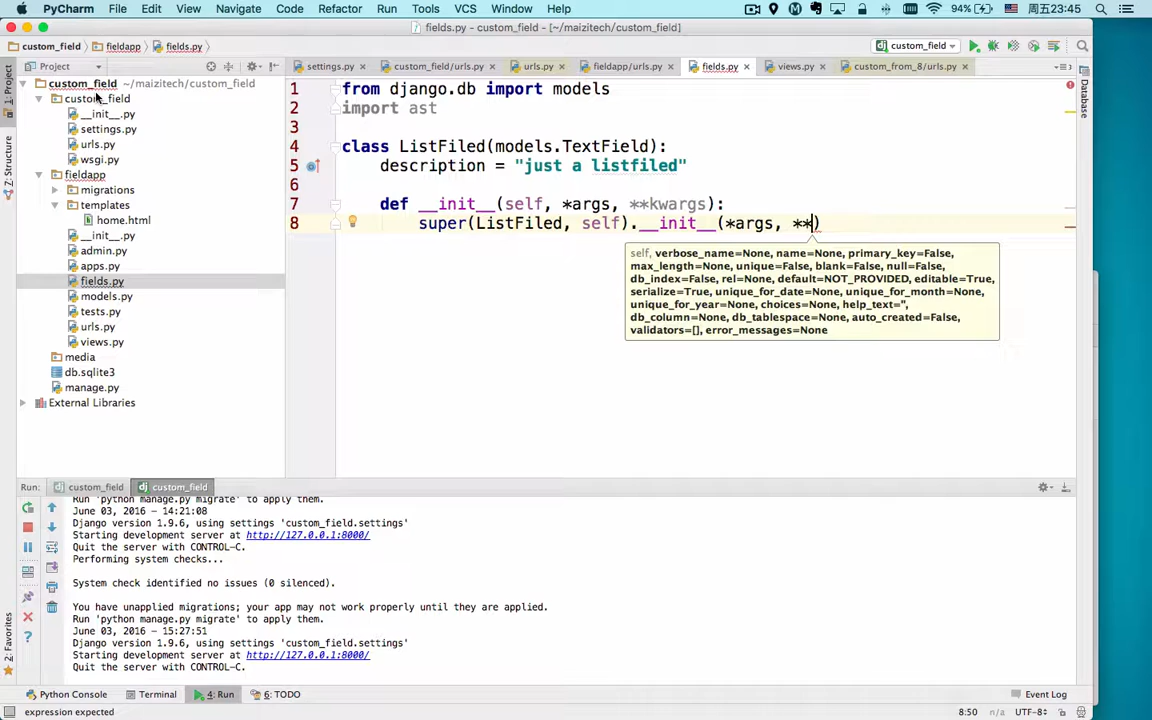 PyCharm File Edit View Navigate Code Refactor Run Tools VCS Window Help 94% 周五23:45
fields.py - custom_field - [~/maizitech/custom_field]
custom_field fieldapp fields.py custom_field
Project settings.py custom_field/urls.py urls.py fieldapp/urls.py fields.py views.py custom_from_8/urls.py
1: Project
7: Structure
2: Favorites
Database
custom_field ~/maizitech/custom_field
custom_field
__init__.py
settings.py
urls.py
wsgi.py
fieldapp
migrations
templates
home.html
__init__.py
admin.py
apps.py
fields.py
models.py
tests.py
urls.py
views.py
media
db.sqlite3
manage.py
External Libraries
1 from django.db import models
2 import ast
3
4 class ListFiled(models.TextField):
5 description = "just a listfiled"
6
7 def __init__(self, *args, **kwargs):
8 super(ListFiled, self).__init__(*args, **)
self, verbose_name=None, name=None, primary_key=False,
max_length=None, unique=False, blank=False, null=False,
db_index=False, rel=None, default=NOT_PROVIDED, editable=True,
serialize=True, unique_for_date=None, unique_for_month=None,
unique_for_year=None, choices=None, help_text='',
db_column=None, db_tablespace=None, auto_created=False,
validators=[], error_messages=None
Run: custom_field custom_field
Run 'python manage.py migrate' to apply them.
June 03, 2016 - 14:21:08
Django version 1.9.6, using settings 'custom_field.settings'
Starting development server at http://127.0.0.1:8000/
Quit the server with CONTROL-C.
Performing system checks...
System check identified no issues (0 silenced).
You have unapplied migrations; your app may not work properly until they are applied.
Run 'python manage.py migrate' to apply them.
June 03, 2016 - 15:27:51
Django version 1.9.6, using settings 'custom_field.settings'
Starting development server at http://127.0.0.1:8000/
Quit the server with CONTROL-C.
Python Console Terminal 4: Run 6: TODO Event Log
expression expected 8:50 n/a UTF-8